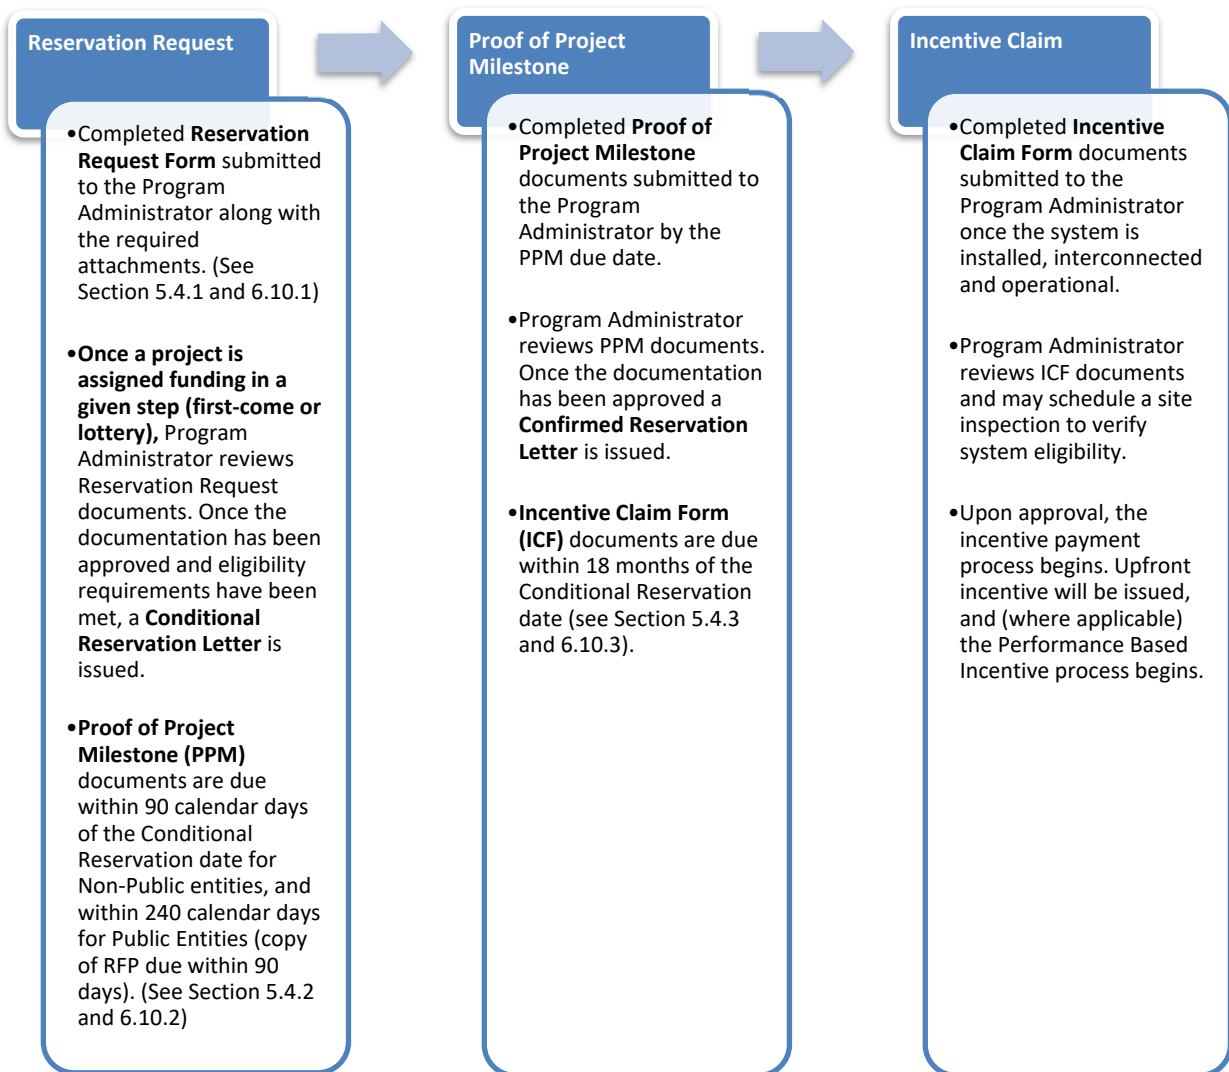 Reservation Request
•Completed Reservation
Request Form submitted
to the Program
Administrator along with
the required
attachments. (See
Section 5.4.1 and 6.10.1)
•Once a project is
assigned funding in a
given step (first-come or
lottery), Program
Administrator reviews
Reservation Request
documents. Once the
documentation has been
approved and eligibility
requirements have been
met, a Conditional
Reservation Letter is
issued.
•Proof of Project
Milestone (PPM)
documents are due
within 90 calendar days
of the Conditional
Reservation date for
Non-Public entities, and
within 240 calendar days
for Public Entities (copy
of RFP due within 90
days). (See Section 5.4.2
and 6.10.2)
Proof of Project
Milestone
•Completed Proof of
Project Milestone
documents submitted to
the Program
Administrator by the
PPM due date.
•Program Administrator
reviews PPM documents.
Once the documentation
has been approved a
Confirmed Reservation
Letter is issued.
•Incentive Claim Form
(ICF) documents are due
within 18 months of the
Conditional Reservation
date (see Section 5.4.3
and 6.10.3).
Incentive Claim
•Completed Incentive
Claim Form documents
submitted to the
Program Administrator
once the system is
installed, interconnected
and operational.
•Program Administrator
reviews ICF documents
and may schedule a site
inspection to verify
system eligibility.
•Upon approval, the
incentive payment
process begins. Upfront
incentive will be issued,
and (where applicable)
the Performance Based
Incentive process begins.